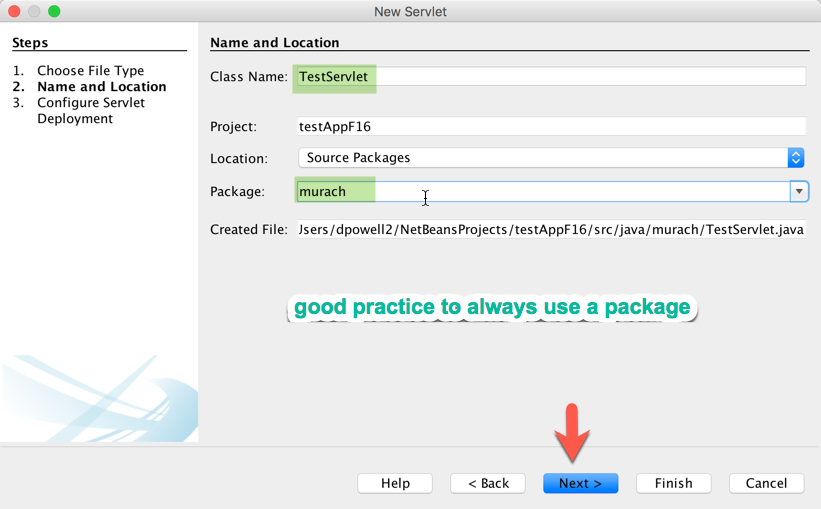 New Servlet
Steps
1. Choose File Type
2. Name and Location
3. Configure Servlet
Deployment
Name and Location
Class Name: TestServlet
Project: testAppF16
Location: Source Packages
Package: murach
Created File: Jsers/dpowell2/NetBeansProjects/testAppF16/src/java/murach/TestServlet.java
good practice to always use a package
Help < Back Next > Finish Cancel